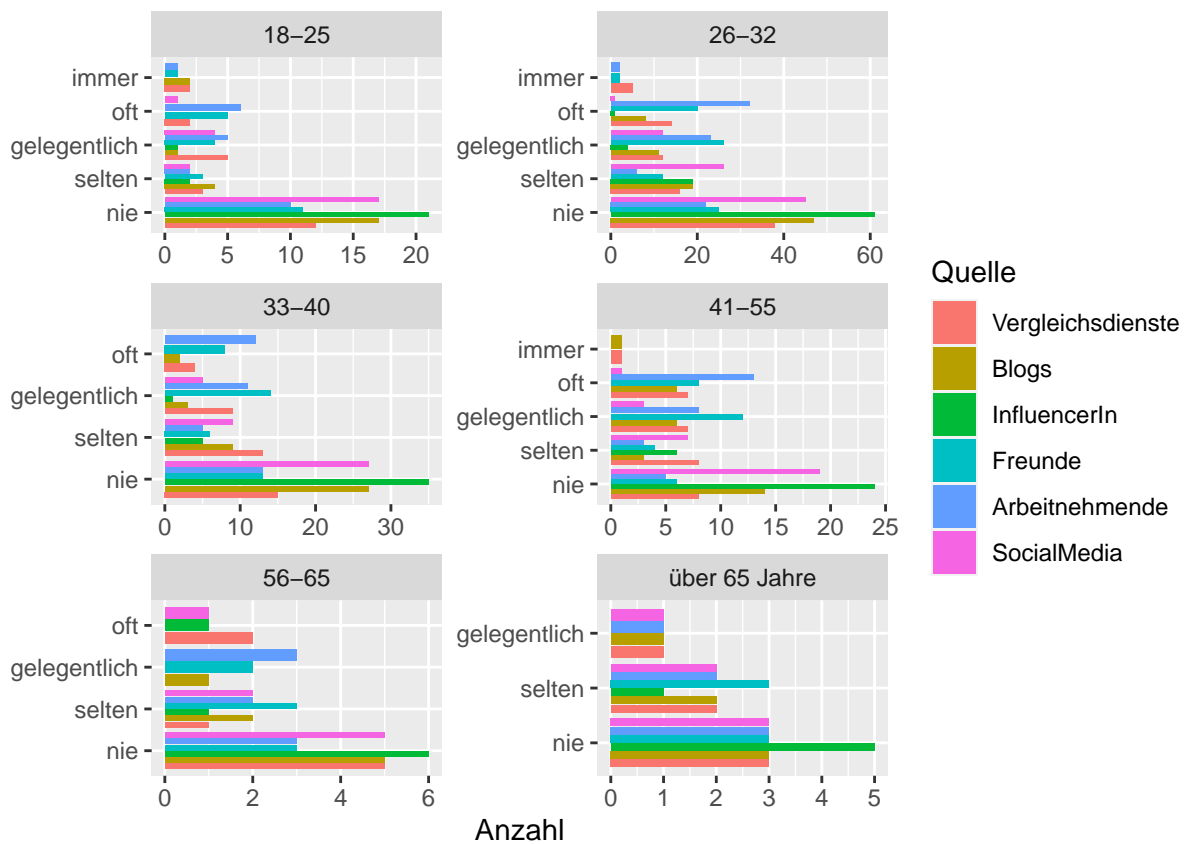 18–25
immer
oft
gelegentlich
selten
nie
0 5 10 15 20
26–32
immer
oft
gelegentlich
selten
nie
0 20 40 60
33–40
oft
gelegentlich
selten
nie
0 10 20 30
41–55
immer
oft
gelegentlich
selten
nie
0 5 10 15 20 25
56–65
oft
gelegentlich
selten
nie
0 2 4 6
über 65 Jahre
gelegentlich
selten
nie
0 1 2 3 4 5
Anzahl
Quelle
Vergleichsdienste
Blogs
InfluencerIn
Freunde
Arbeitnehmende
SocialMedia